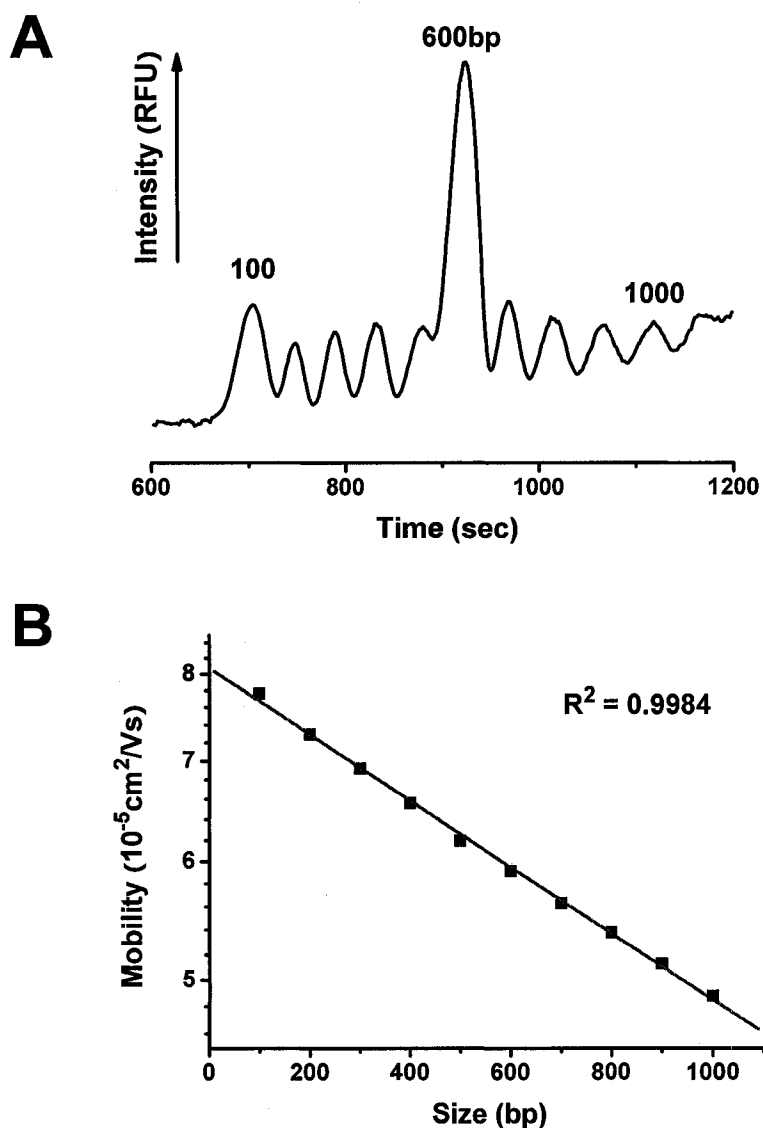 A
Intensity (RFU)
600bp
100
1000
600
800
1000
1200
Time (sec)
B
Mobility (10⁻⁵cm²/Vs)
8
7
6
5
R² = 0.9984
0
200
400
600
800
1000
Size (bp)